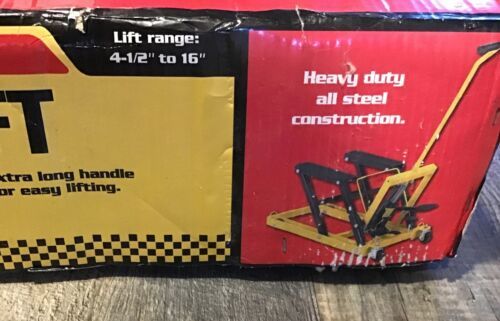 Lift range:
4-1/2" to 16"
Heavy duty
all steel
construction.
FT
xtra long handle
or easy lifting.